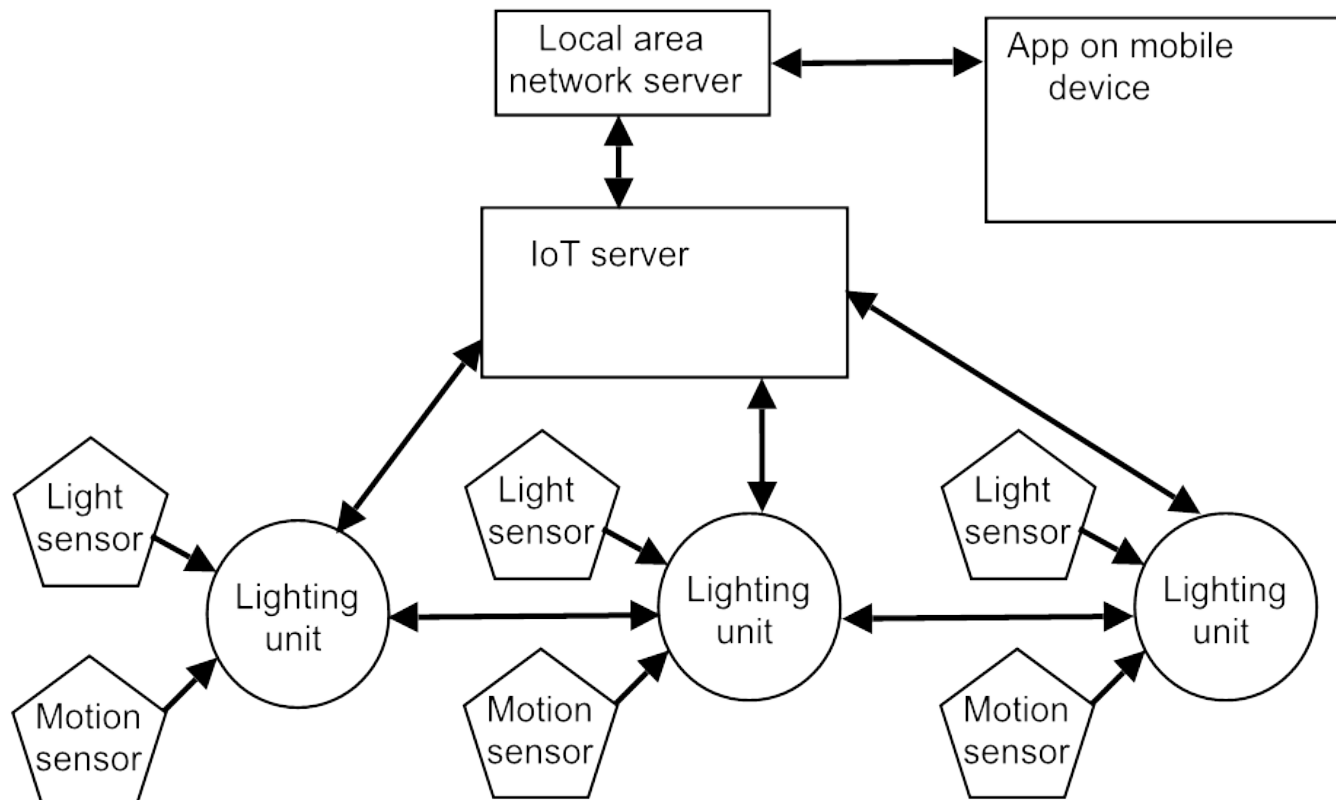 Local area
network server
App on mobile
device
IoT server
Light
sensor
Lighting
unit
Motion
sensor
Light
sensor
Lighting
unit
Motion
sensor
Light
sensor
Lighting
unit
Motion
sensor